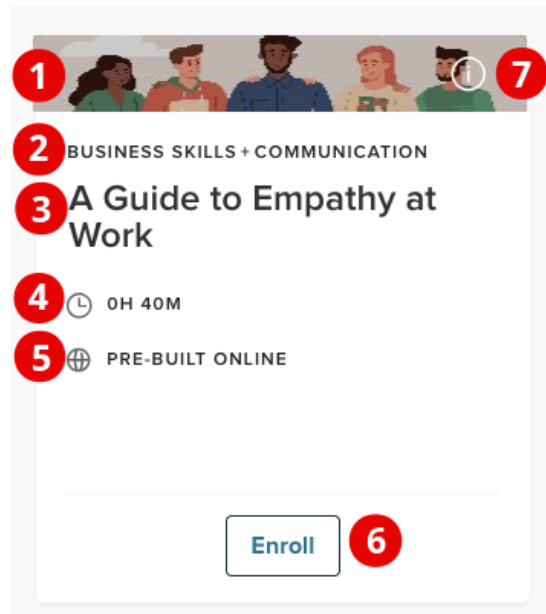 1
7
2 BUSINESS SKILLS + COMMUNICATION
3 A Guide to Empathy at
Work
4 0H 40M
5 PRE-BUILT ONLINE
Enroll 6